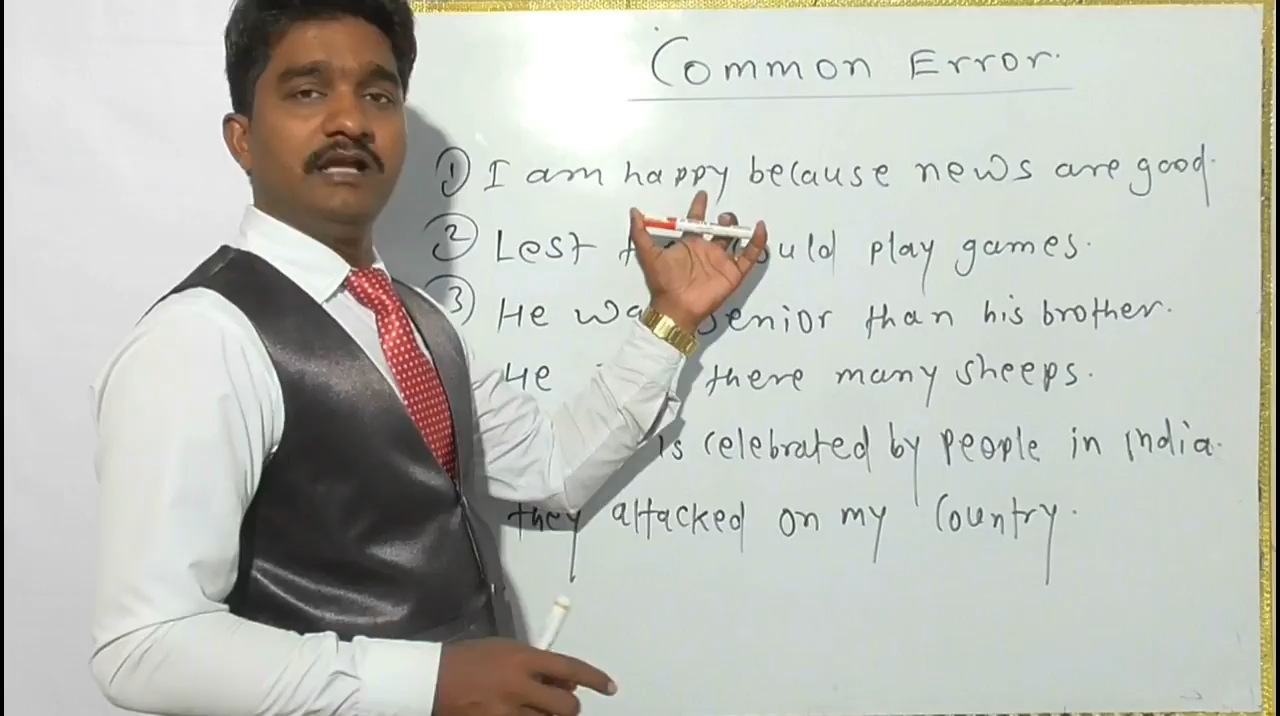 Common Error.
① I am happy because news are good.
② Lest play games.
③ He senior than his brother.
He there many sheeps.
is celebrated by people in India.
they attacked on my Country.